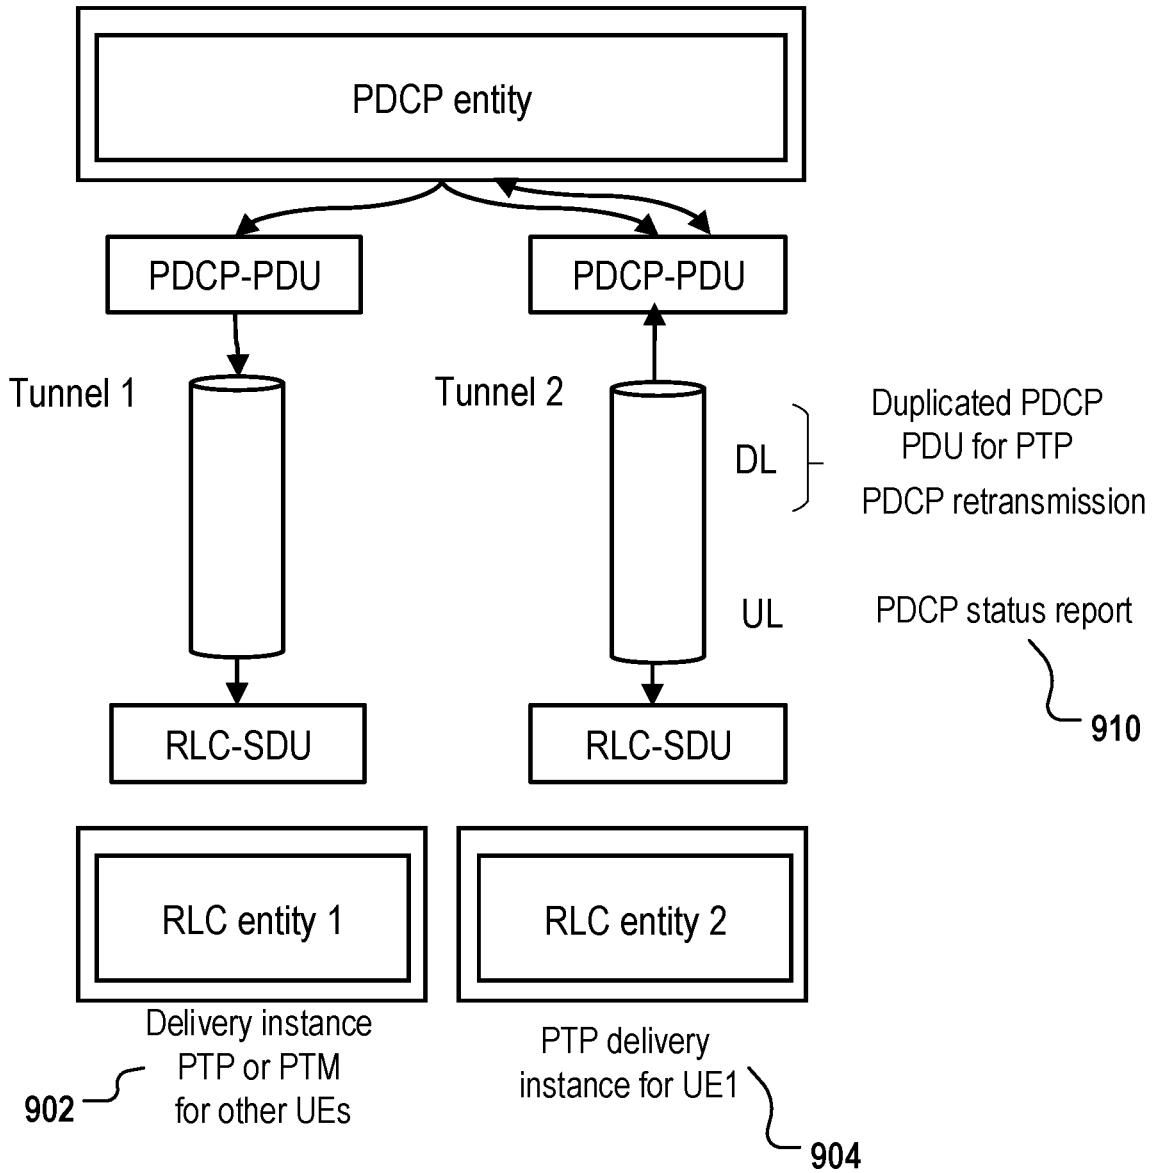 PDCP entity
PDCP-PDU
PDCP-PDU
Tunnel 1
Tunnel 2
DL
Duplicated PDCP
PDU for PTP
PDCP retransmission
UL
PDCP status report
910
RLC-SDU
RLC-SDU
RLC entity 1
RLC entity 2
Delivery instance
PTP or PTM
for other UEs
902
PTP delivery
instance for UE1
904